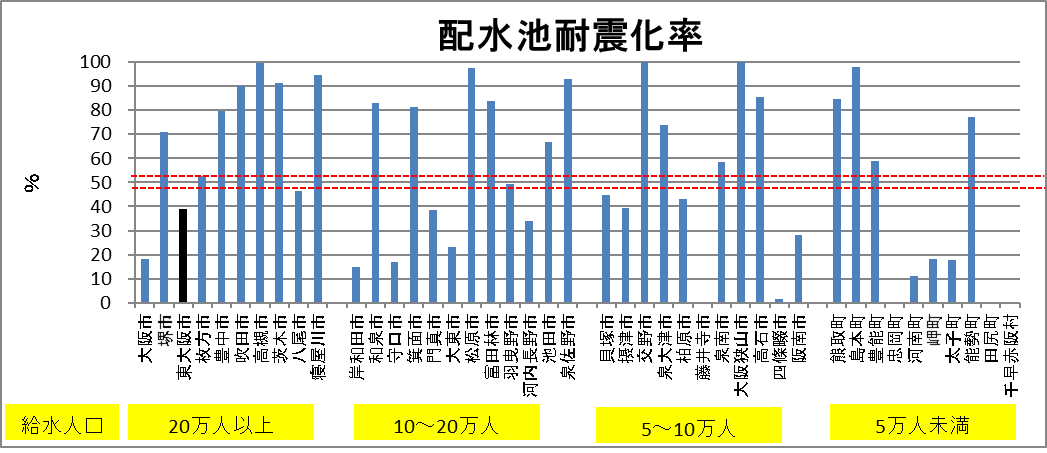 配水池耐震化率
%
100
90
80
70
60
50
40
30
20
10
0
大阪市
堺市
東大阪市
枚方市
豊中市
吹田市
高槻市
茨木市
八尾市
寝屋川市
岸和田市
和泉市
守口市
箕面市
門真市
大東市
松原市
富田林市
羽曳野市
河内長野市
池田市
泉佐野市
貝塚市
摂津市
交野市
泉大津市
柏原市
藤井寺市
泉南市
大阪狭山市
高石市
四條畷市
阪南市
熊取町
島本町
豊能町
忠岡町
河南町
岬町
太子町
能勢町
田尻町
千早赤阪村
給水人口
20万人以上
10～20万人
5～10万人
5万人未満